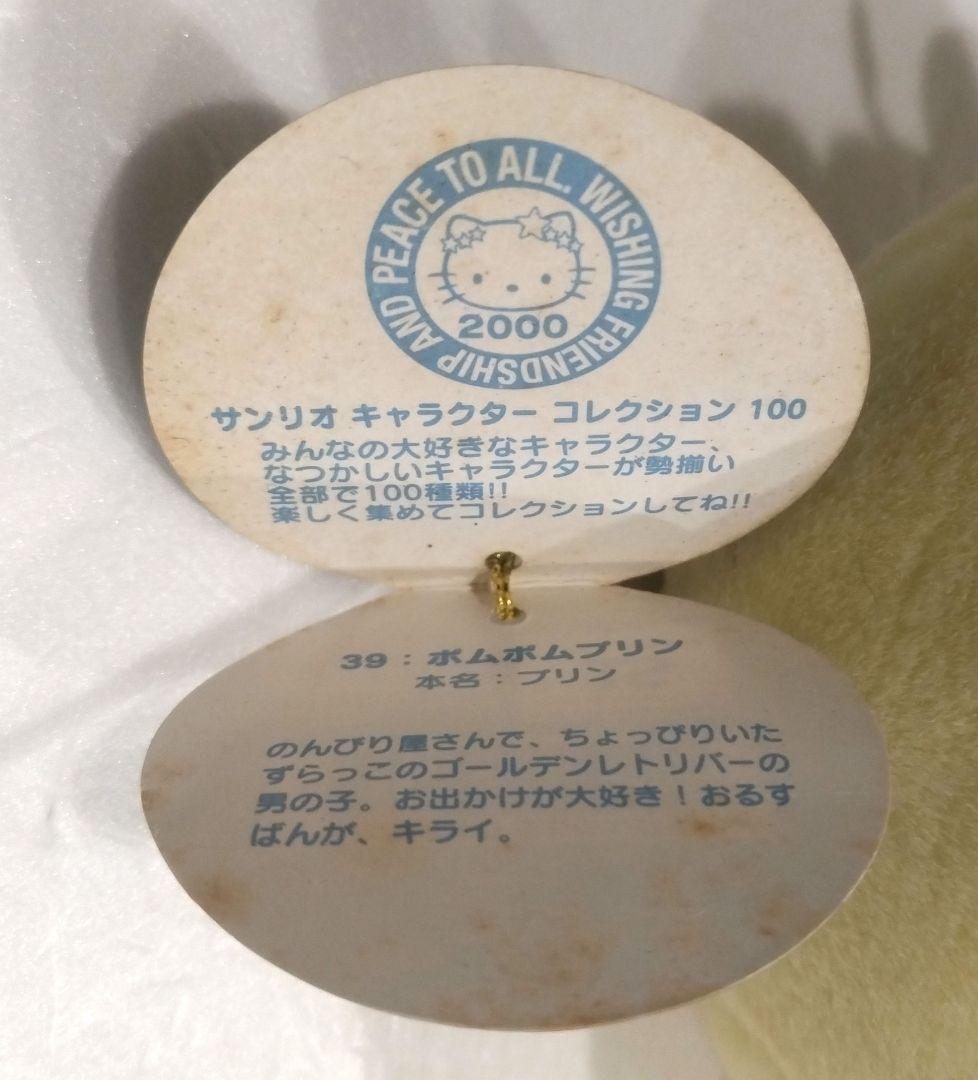 WISHING FRIENDSHIP AND PEACE TO ALL.
2000
サンリオ キャラクター コレクション 100
みんなの大好きなキャラクター、
なつかしいキャラクターが勢揃い
全部で100種類!!
楽しく集めてコレクションしてね!!
39：ポムポムプリン
本名：プリン
のんびり屋さんで、ちょっぴりいた
ずらっこのゴールデンレトリバーの
男の子。お出かけが大好き！おるす
ばんが、キライ。